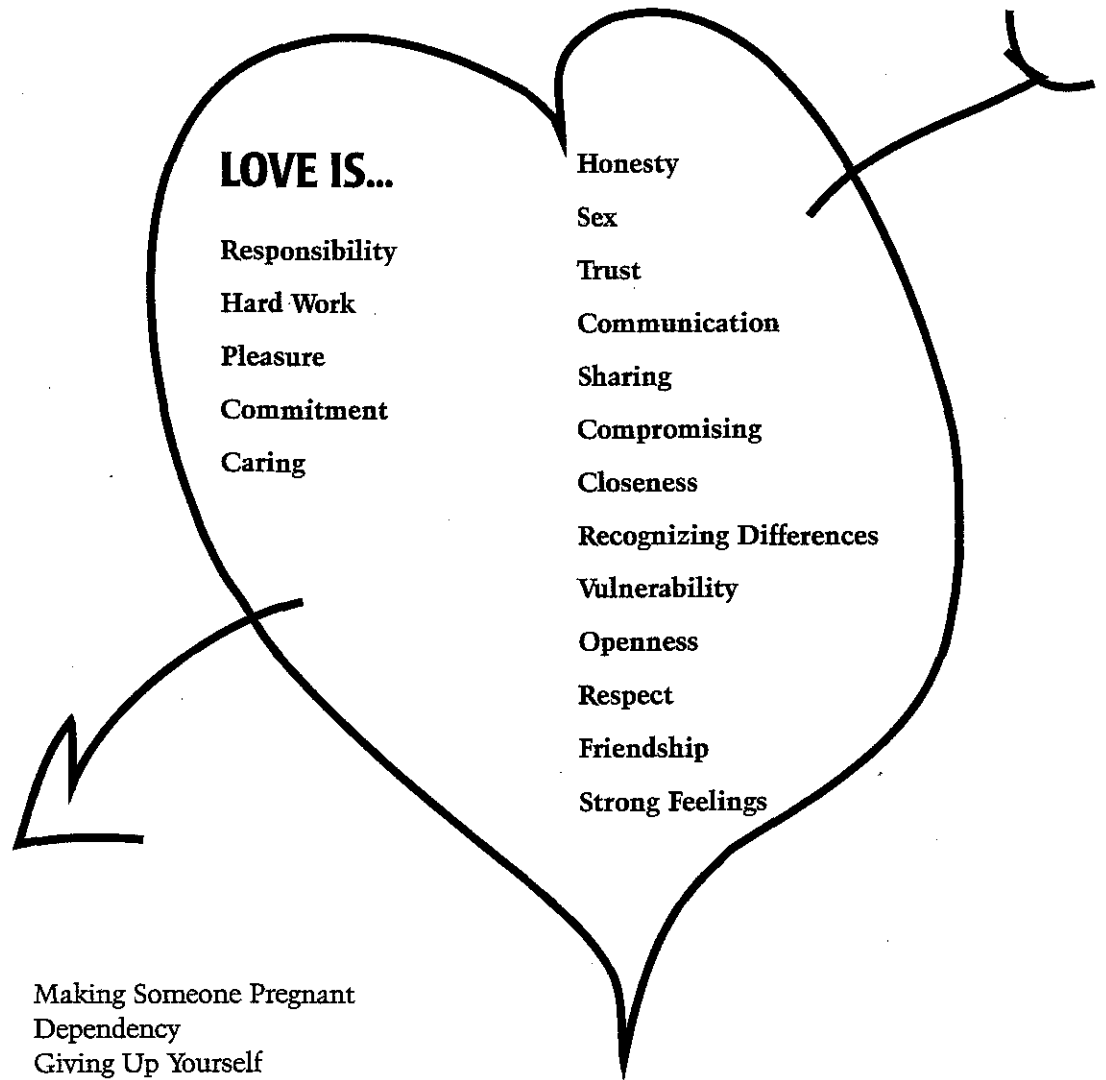 LOVE IS...
Responsibility
Hard Work
Pleasure
Commitment
Caring
Honesty
Sex
Trust
Communication
Sharing
Compromising
Closeness
Recognizing Differences
Vulnerability
Openness
Respect
Friendship
Strong Feelings
Making Someone Pregnant
Dependency
Giving Up Yourself